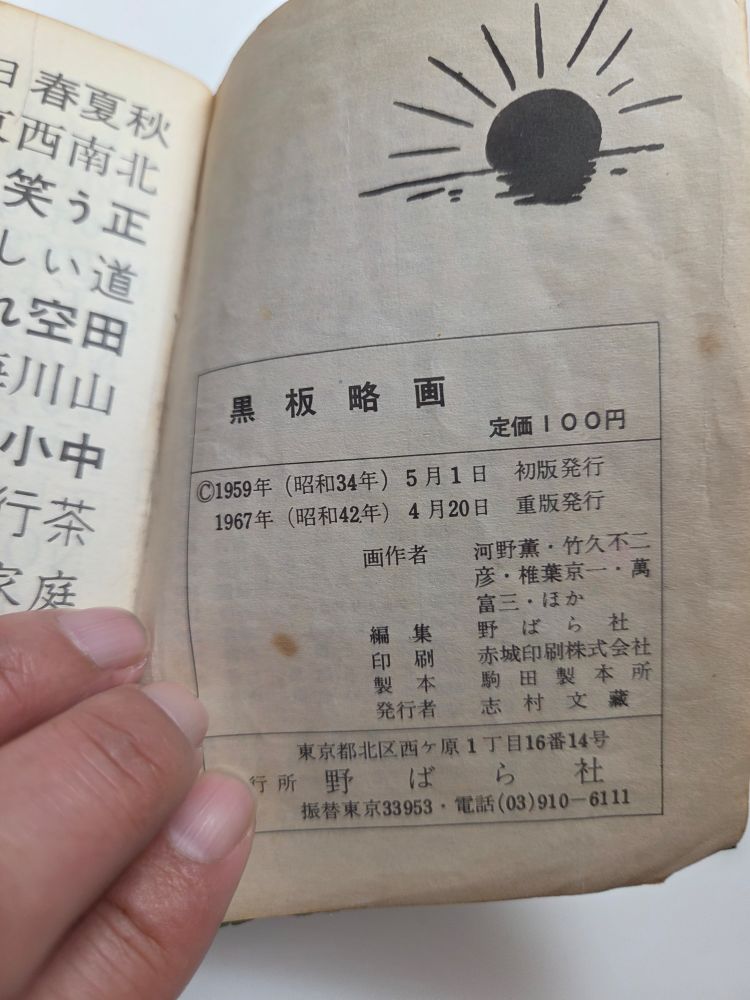 春夏秋
西南北
笑う正
しい道
空田
川山
小中
行茶
家庭
黒板略画
定価100円
©1959年（昭和34年）5月1日 初版発行
1967年（昭和42年）4月20日 重版発行
画作者 河野薫・竹久不二
彦・椎葉京一・萬
富三・ほか
編集 野ばら社
印刷 赤城印刷株式会社
製本 駒田製本所
発行者 志村文藏
東京都北区西ケ原1丁目16番14号
行所 野ばら社
振替東京33953・電話(03)910-6111